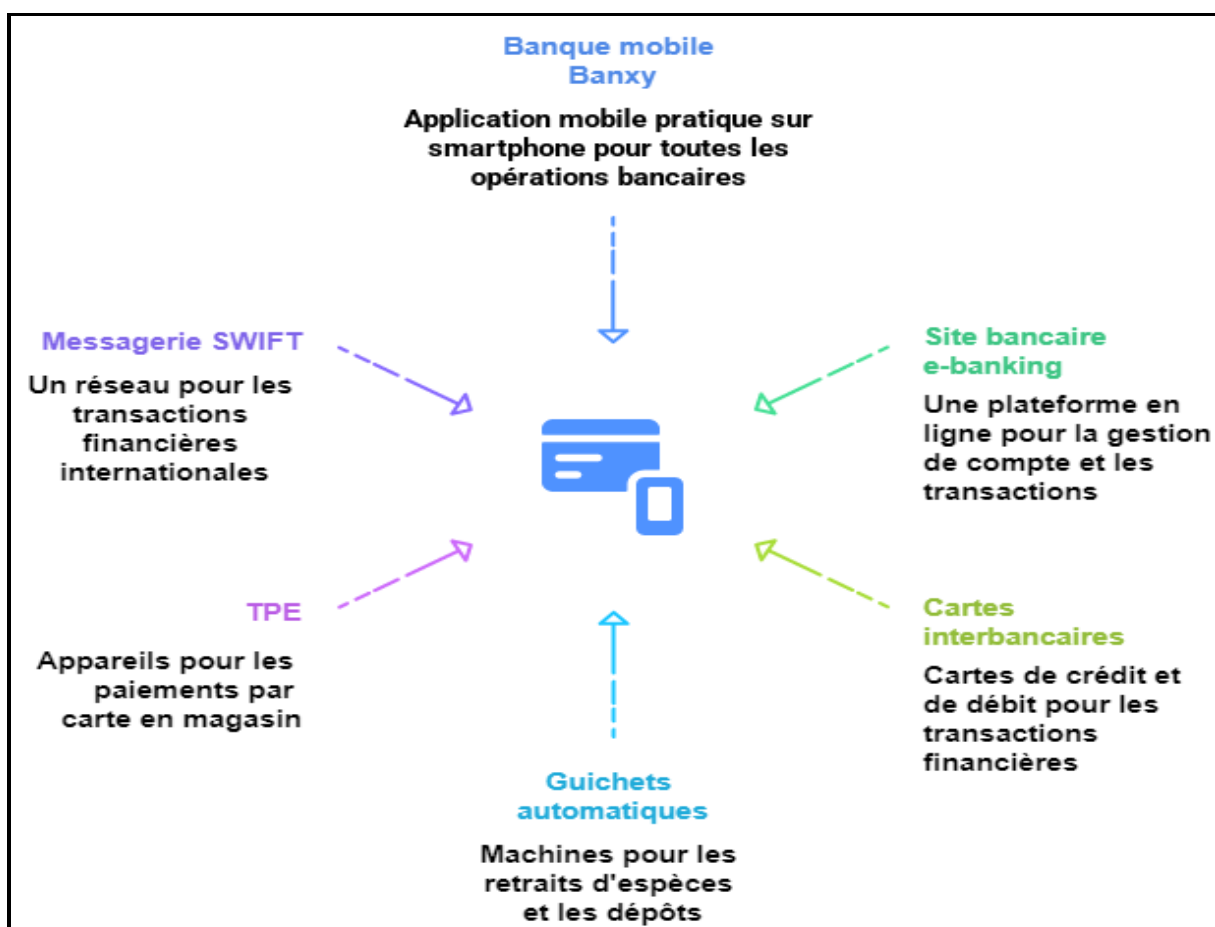 Banque mobile
Banxy
Application mobile pratique sur
smartphone pour toutes les
opérations bancaires
Messagerie SWIFT
Un réseau pour les
transactions
financières
internationales
Site bancaire
e-banking
Une plateforme en
ligne pour la gestion
de compte et les
transactions
TPE
Appareils pour les
paiements par
carte en magasin
Cartes
interbancaires
Cartes de crédit et
de débit pour les
transactions
financières
Guichets
automatiques
Machines pour les
retraits d'espèces
et les dépôts